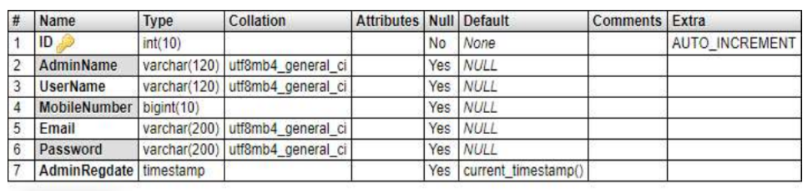 # Name Type Collation Attributes Null Default Comments Extra
1 ID int(10) No None AUTO_INCREMENT
2 AdminName varchar(120) utf8mb4_general_ci Yes NULL
3 UserName varchar(120) utf8mb4_general_ci Yes NULL
4 MobileNumber bigint(10) Yes NULL
5 Email varchar(200) utf8mb4_general_ci Yes NULL
6 Password varchar(200) utf8mb4_general_ci Yes NULL
7 AdminRegdate timestamp Yes current_timestamp()